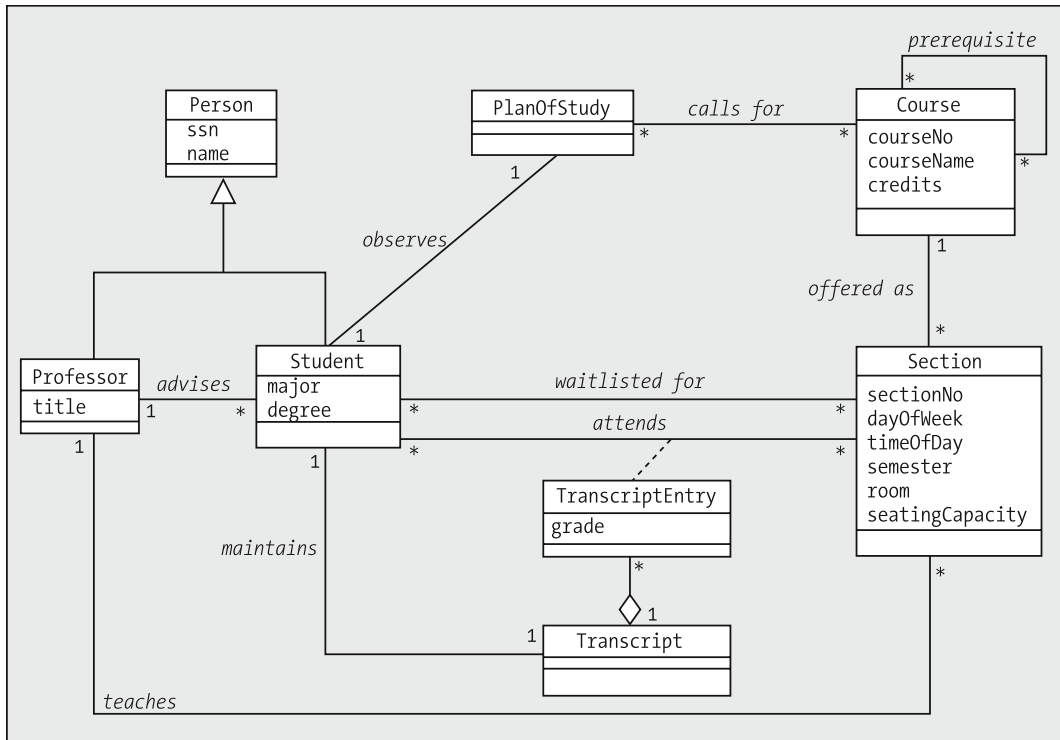 prerequisite
*
Person
ssn
name
PlanOfStudy
calls for
*
*
Course
courseNo
courseName
credits
*
1
observes
1
1
offered as
*
Professor
title
advises
1
*
1
Student
major
degree
waitlisted for
*
*
attends
*
*
Section
sectionNo
dayOfWeek
timeOfDay
semester
room
seatingCapacity
1
maintains
TranscriptEntry
grade
*
1
1
Transcript
*
teaches